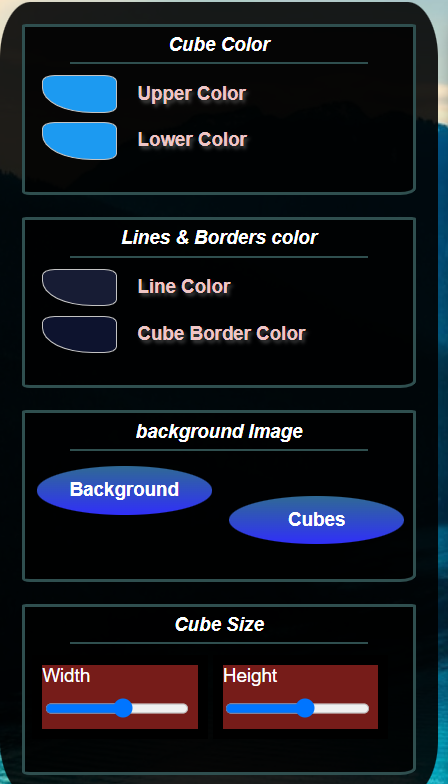 Cube Color
Upper Color
Lower Color
Lines & Borders color
Line Color
Cube Border Color
background Image
Background
Cubes
Cube Size
Width Height